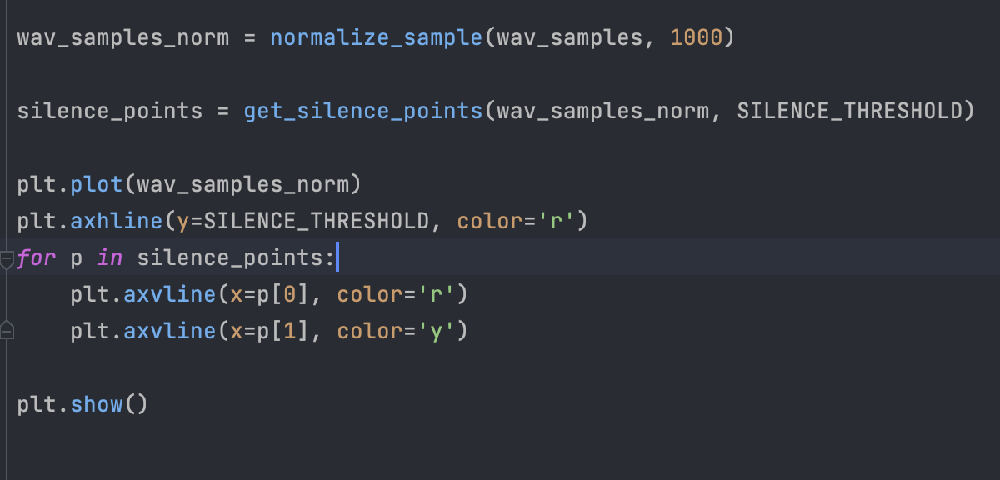 wav_samples_norm = normalize_sample(wav_samples, 1000)
silence_points = get_silence_points(wav_samples_norm, SILENCE_THRESHOLD)
plt.plot(wav_samples_norm)
plt.axhline(y=SILENCE_THRESHOLD, color='r')
for p in silence_points:
    plt.axvline(x=p[0], color='r')
    plt.axvline(x=p[1], color='y')
plt.show()